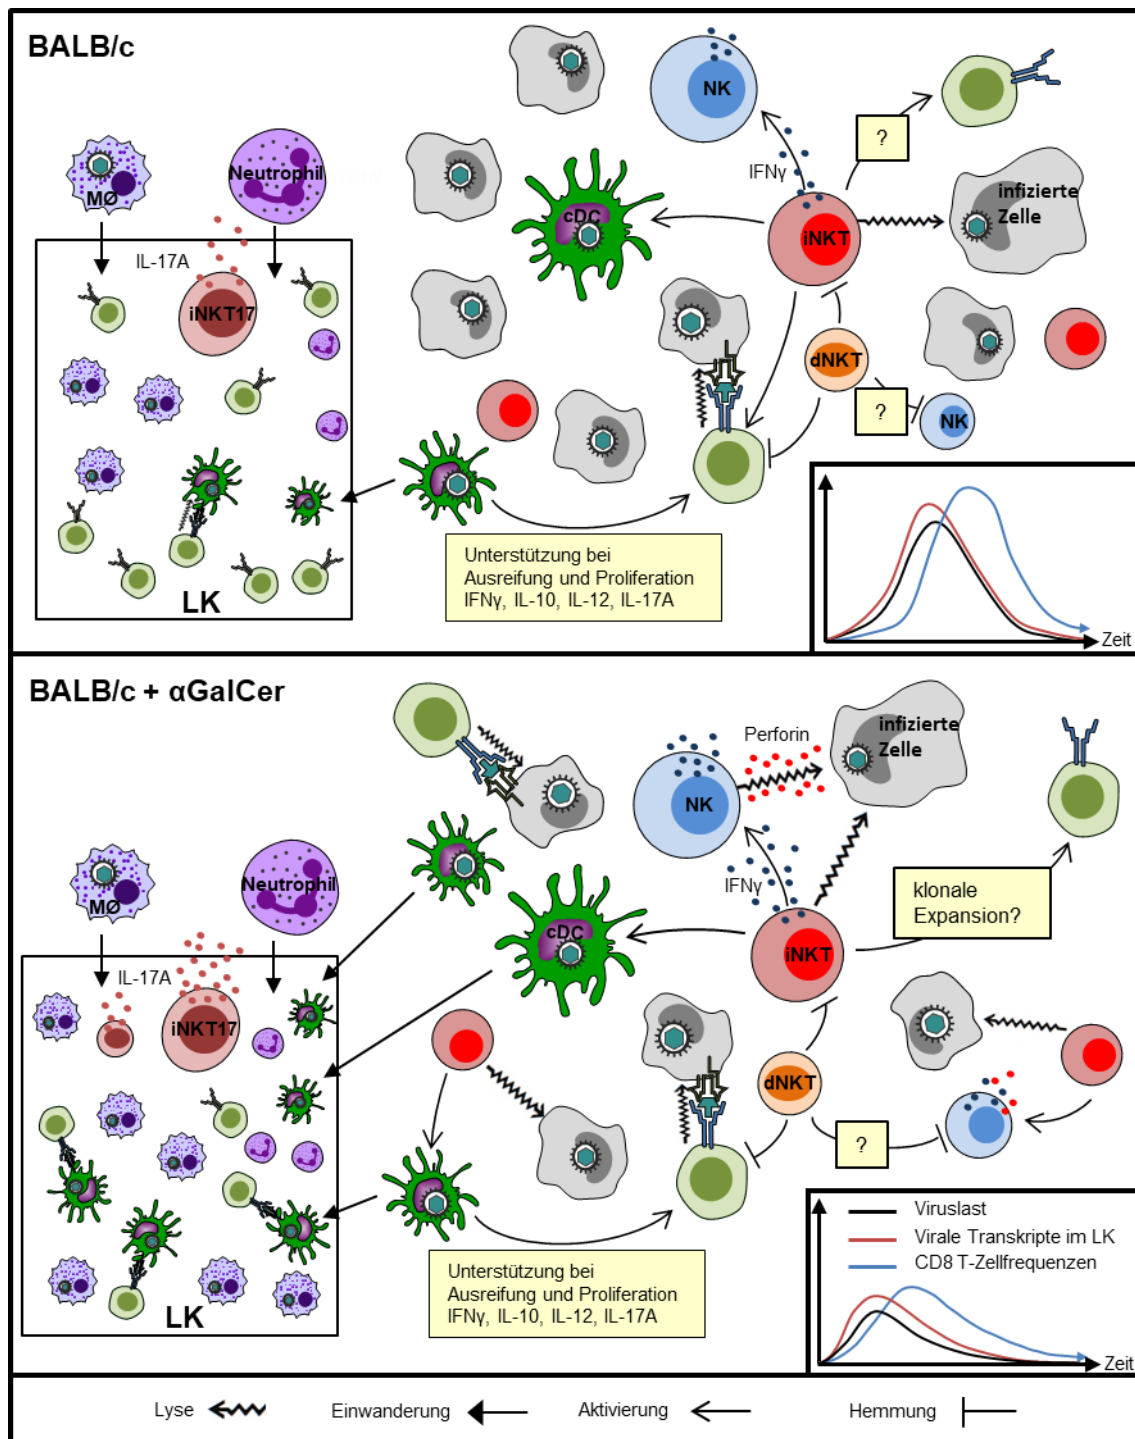 BALB/c
NK
?
MØ
Neutrophil
IFNγ
infizierte
Zelle
cDC
iNKT
IL-17A
iNKT17
dNKT
?
NK
LK
Unterstützung bei
Ausreifung und Proliferation
IFNγ, IL-10, IL-12, IL-17A
Zeit
BALB/c + αGalCer
Perforin
infizierte
Zelle
NK
MØ
Neutrophil
IFNγ
klonale
Expansion?
cDC
iNKT
IL-17A
iNKT17
dNKT
?
LK
Unterstützung bei
Ausreifung und Proliferation
IFNγ, IL-10, IL-12, IL-17A
Viruslast
Virale Transkripte im LK
CD8 T-Zellfrequenzen
Zeit
Lyse
Einwanderung
Aktivierung
Hemmung